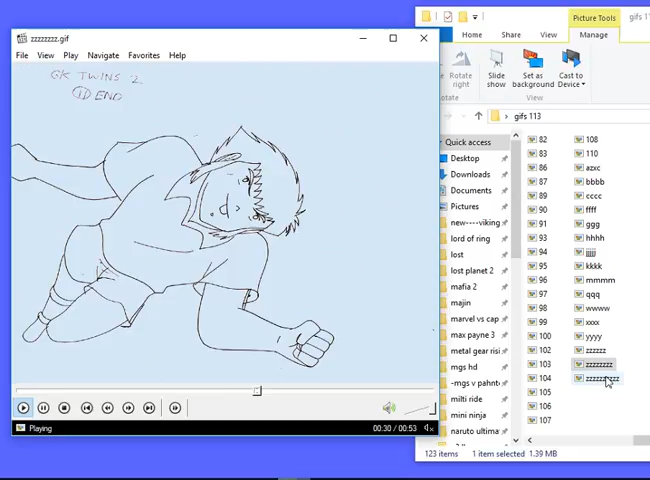 zzzzzzzz.gif
File View Play Navigate Favorites Help
GK TWINS 2
11 END
Playing
00:30 / 00:53
Picture Tools
gifs 113
Home Share View Manage
Rotate right
Slide show
Set as background
Cast to Device
otate
gifs 113
Quick access
Desktop
Downloads
Documents
Pictures
new----viking
lord of ring
lost
lost planet 2
mafia 2
majin
marvel vs cap
max payne 3
metal gear risi
mgs hd
-mgs v pahnt
milti ride
mini ninja
naruto ultima
82
83
86
87
89
90
91
93
94
95
96
97
98
99
100
102
103
104
105
106
107
108
110
azxc
bbbb
cccc
ffff
ggg
hhhh
jjjjj
kkkk
mmmm
qqq
wwww
xxxx
yyyy
zzzzzz
zzzzzzzz
123 items 1 item selected 1.39 MB